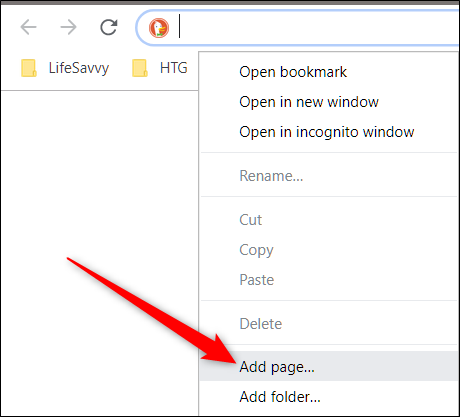 LifeSavvy HTG
Open bookmark
Open in new window
Open in incognito window
Rename...
Cut
Copy
Paste
Delete
Add page...
Add folder...